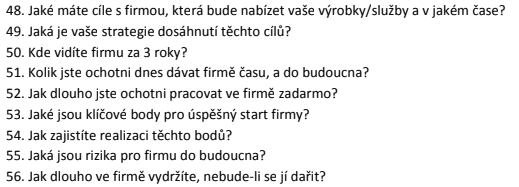 48. Jaké máte cíle s firmou, která bude nabízet vaše výrobky/služby a v jakém čase?
49. Jaká je vaše strategie dosáhnutí těchto cílů?
50. Kde vidíte firmu za 3 roky?
51. Kolik jste ochotni dnes dávat firmě času, a do budoucna?
52. Jak dlouho jste ochotni pracovat ve firmě zadarmo?
53. Jaké jsou klíčové body pro úspěšný start firmy?
54. Jak zajistíte realizaci těchto bodů?
55. Jaká jsou rizika pro firmu do budoucna?
56. Jak dlouho ve firmě vydržíte, nebude-li se jí dařit?